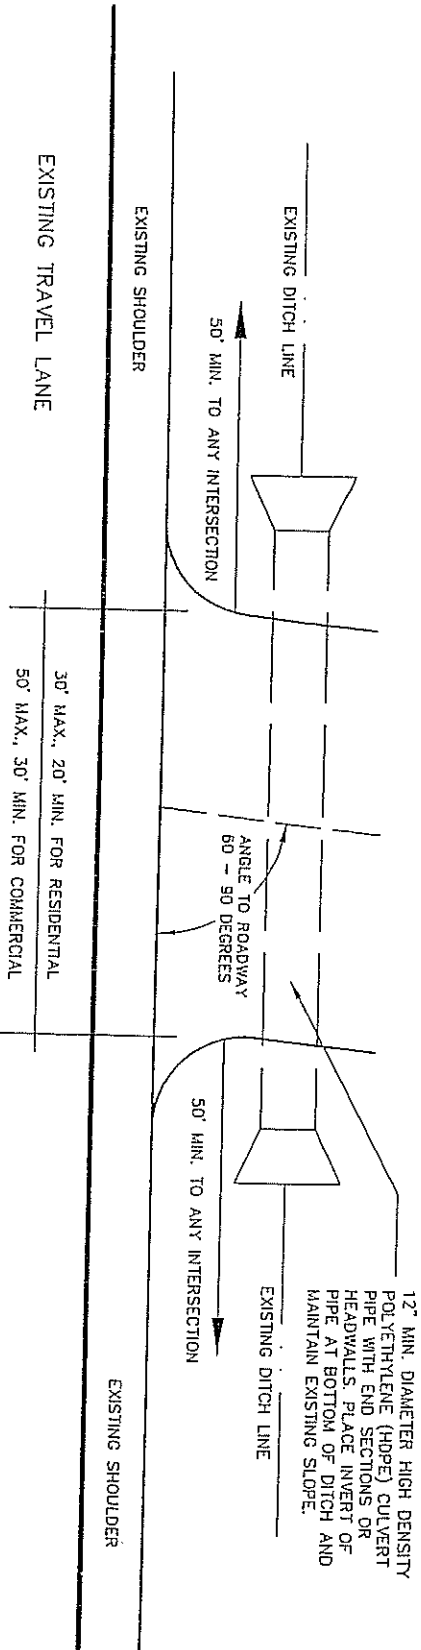 EXISTING DITCH LINE
50' MIN. TO ANY INTERSECTION
EXISTING SHOULDER
EXISTING TRAVEL LANE
12" MIN. DIAMETER HIGH DENSITY
POLYETHYLENE (HDPE) CULVERT
PIPE WITH END SECTIONS OR
HEADWALLS. PLACE INVERT OF
PIPE AT BOTTOM OF DITCH AND
MAINTAIN EXISTING SLOPE.
ANGLE TO ROADWAY
60 - 90 DEGREES
30' MAX., 20' MIN. FOR RESIDENTIAL
50' MAX., 30' MIN. FOR COMMERCIAL
EXISTING DITCH LINE
50' MIN. TO ANY INTERSECTION
EXISTING SHOULDER